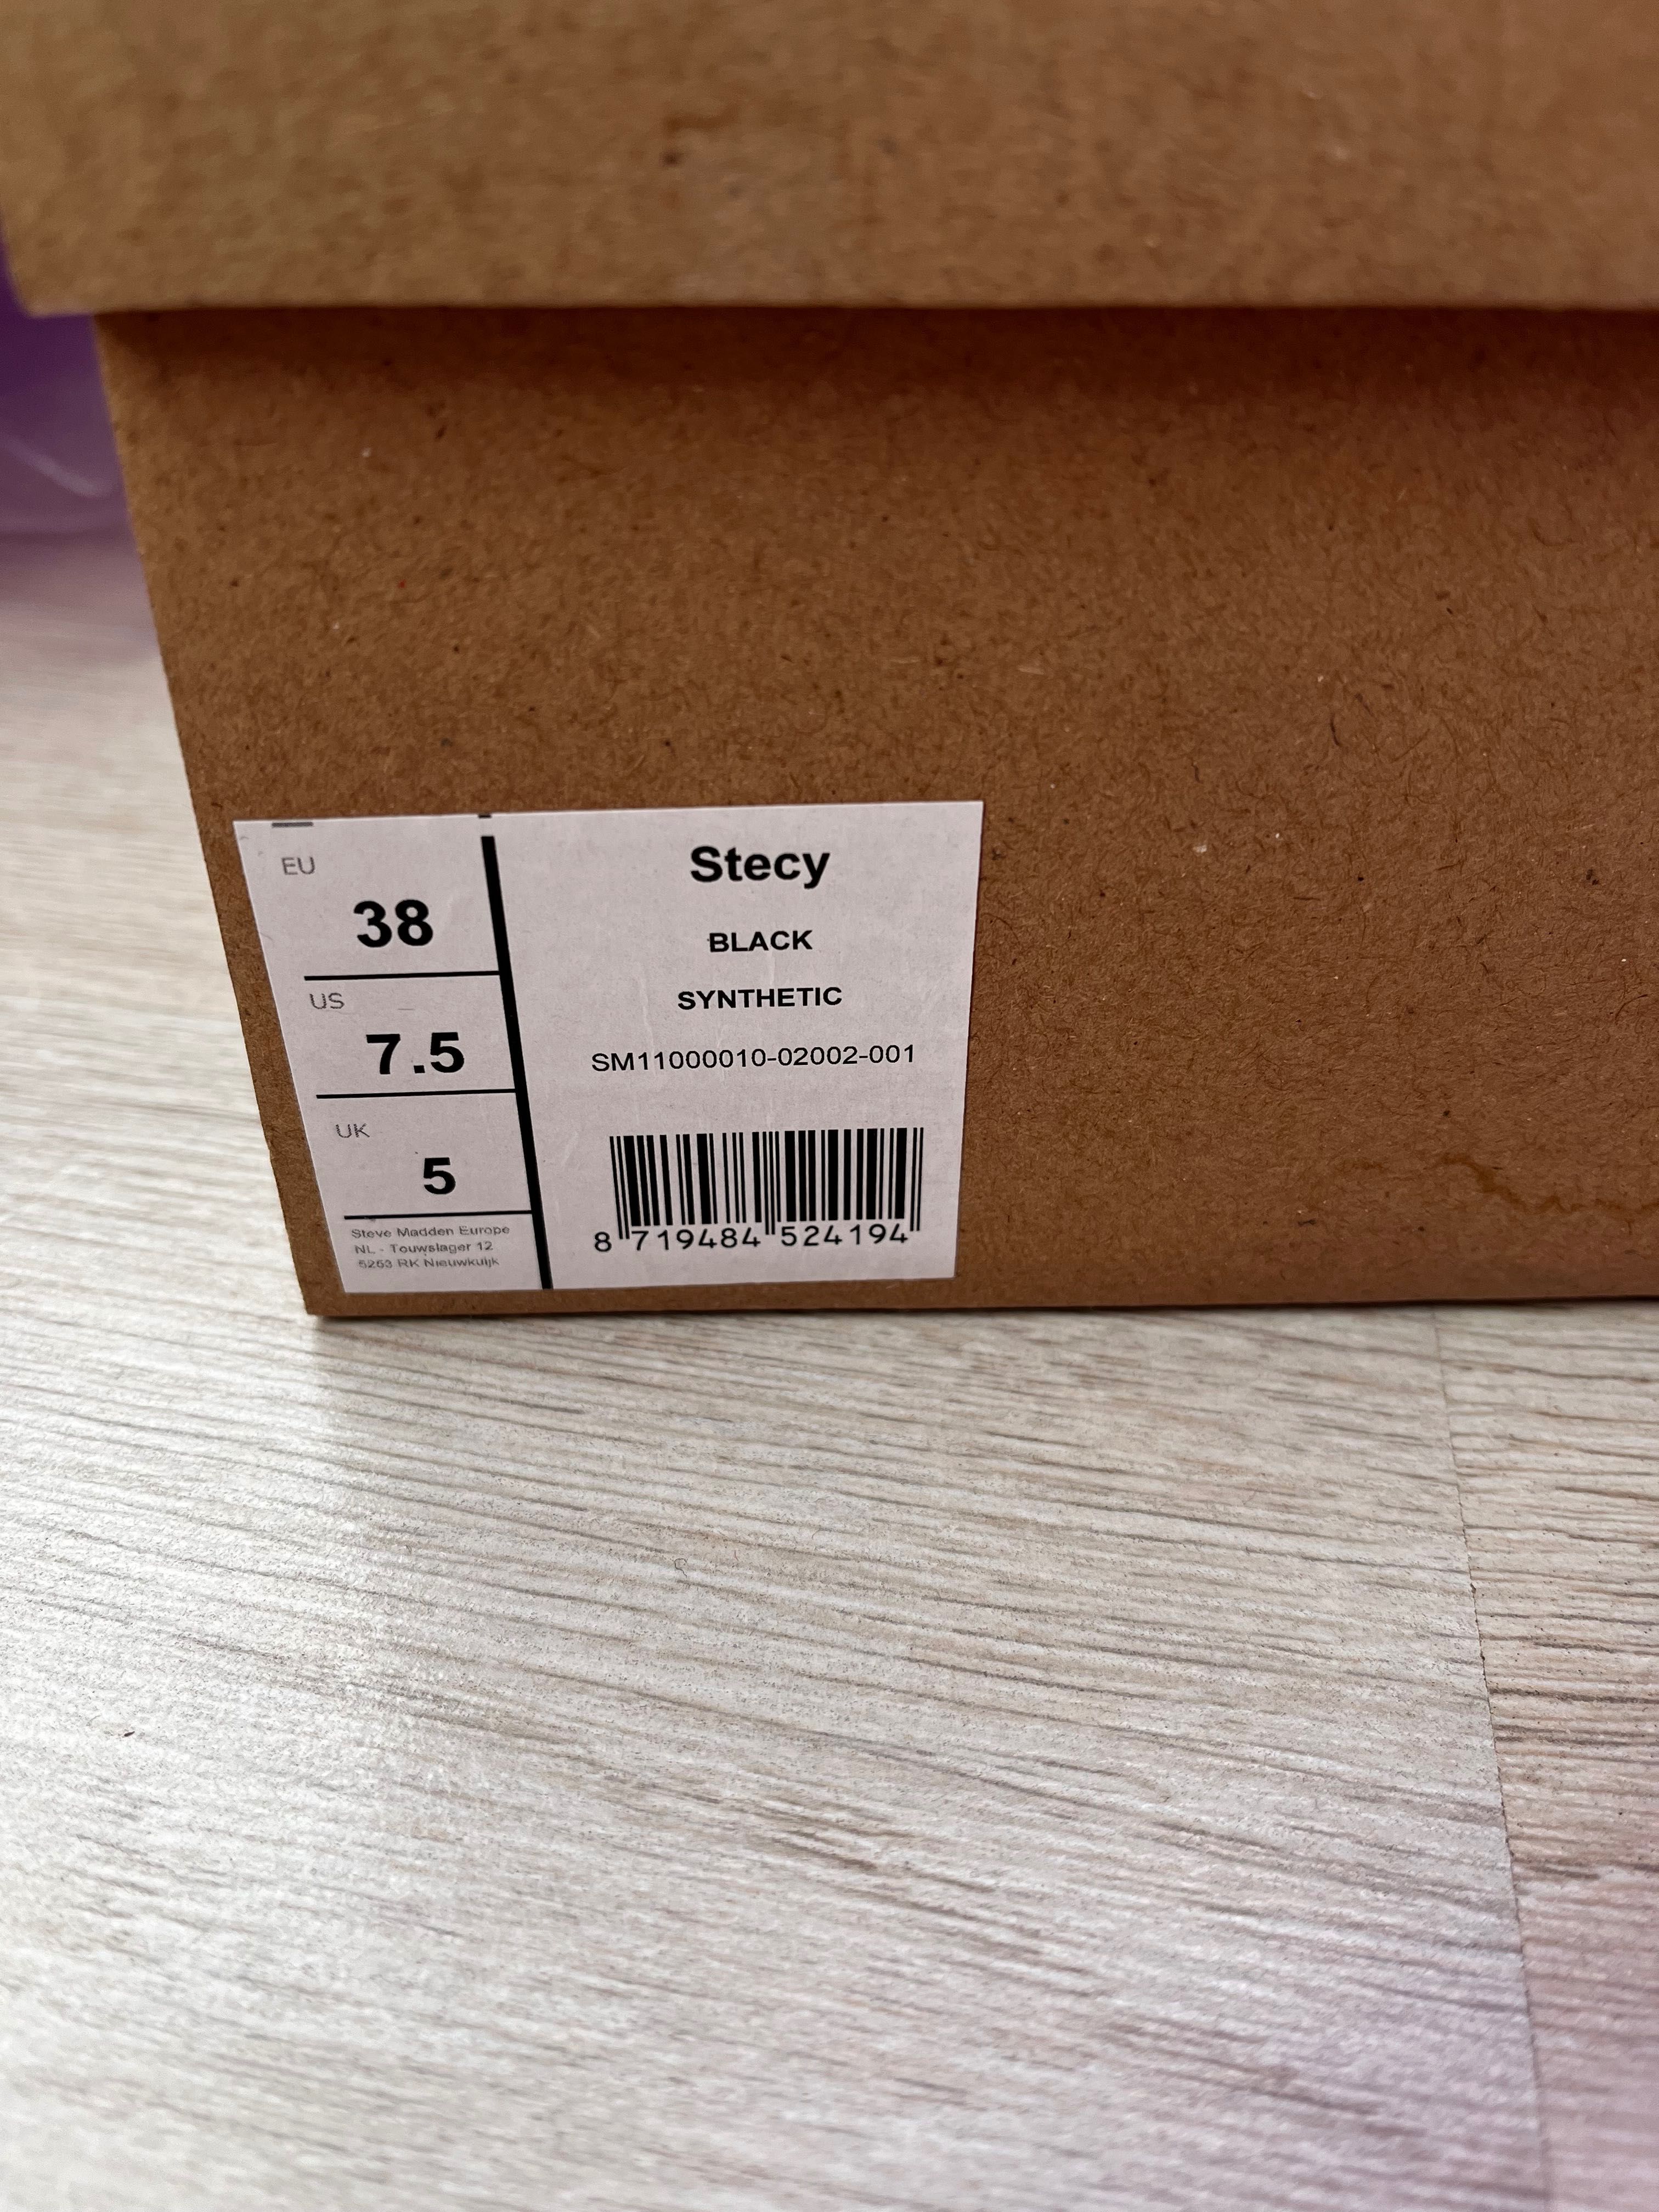 EU
38
US
7.5
UK
5
Steve Madden Europe
NL - Touwslager 12
5253 RK Nieuwkuijk
Stecy
BLACK
SYNTHETIC
SM11000010-02002-001
8 719484 524194